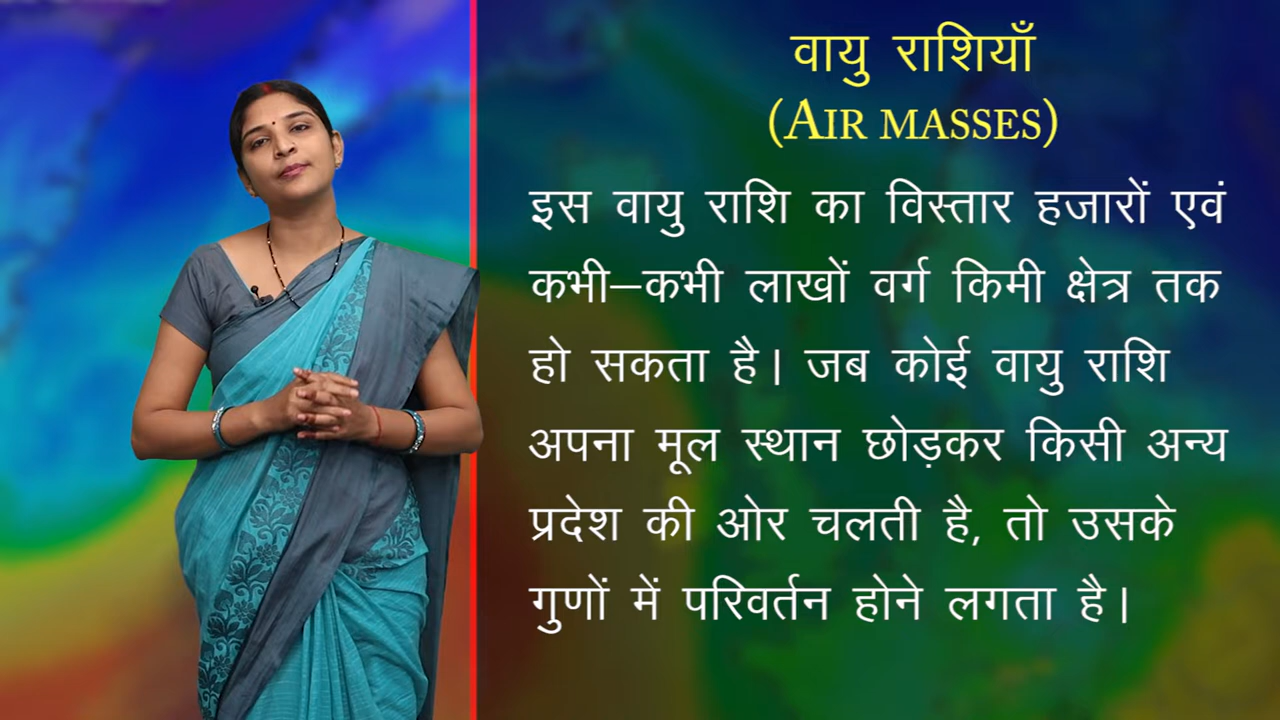 वायु राशियाँ
(AIR MASSES)
इस वायु राशि का विस्तार हजारों एवं
कभी–कभी लाखों वर्ग किमी क्षेत्र तक
हो सकता है। जब कोई वायु राशि
अपना मूल स्थान छोड़कर किसी अन्य
प्रदेश की ओर चलती है, तो उसके
गुणों में परिवर्तन होने लगता है।